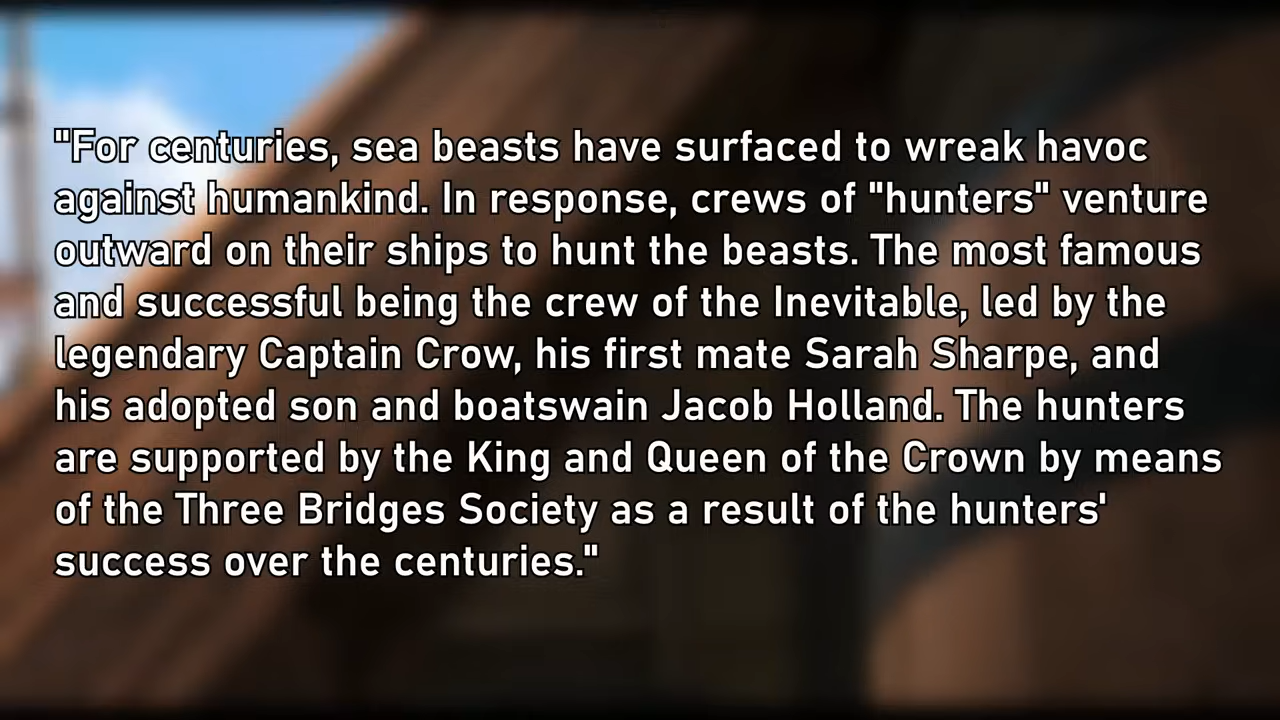 "For centuries, sea beasts have surfaced to wreak havoc
against humankind. In response, crews of "hunters" venture
outward on their ships to hunt the beasts. The most famous
and successful being the crew of the Inevitable, led by the
legendary Captain Crow, his first mate Sarah Sharpe, and
his adopted son and boatswain Jacob Holland. The hunters
are supported by the King and Queen of the Crown by means
of the Three Bridges Society as a result of the hunters'
success over the centuries."